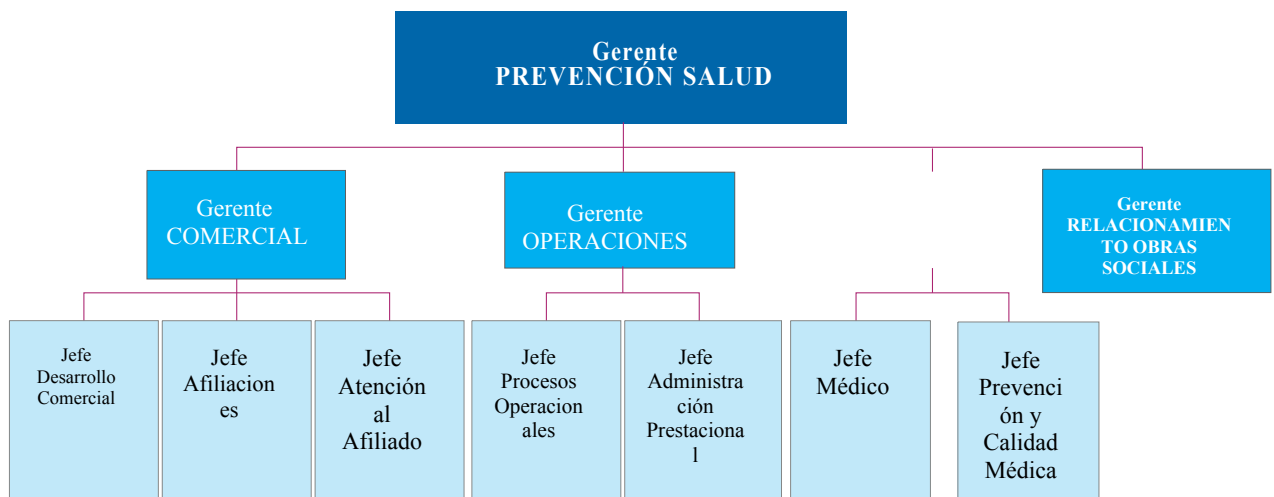 Gerente
PREVENCIÓN SALUD
Gerente
COMERCIAL
Gerente
OPERACIONES
Gerente
RELACIONAMIEN
TO OBRAS
SOCIALES
Jefe
Desarrollo
Comercial
Jefe
Afiliacion
es
Jefe
Atención
al
Afiliado
Jefe
Procesos
Operacion
ales
Jefe
Administra
ción
Prestaciona
l
Jefe
Médico
Jefe
Prevenci
ón y
Calidad
Médica